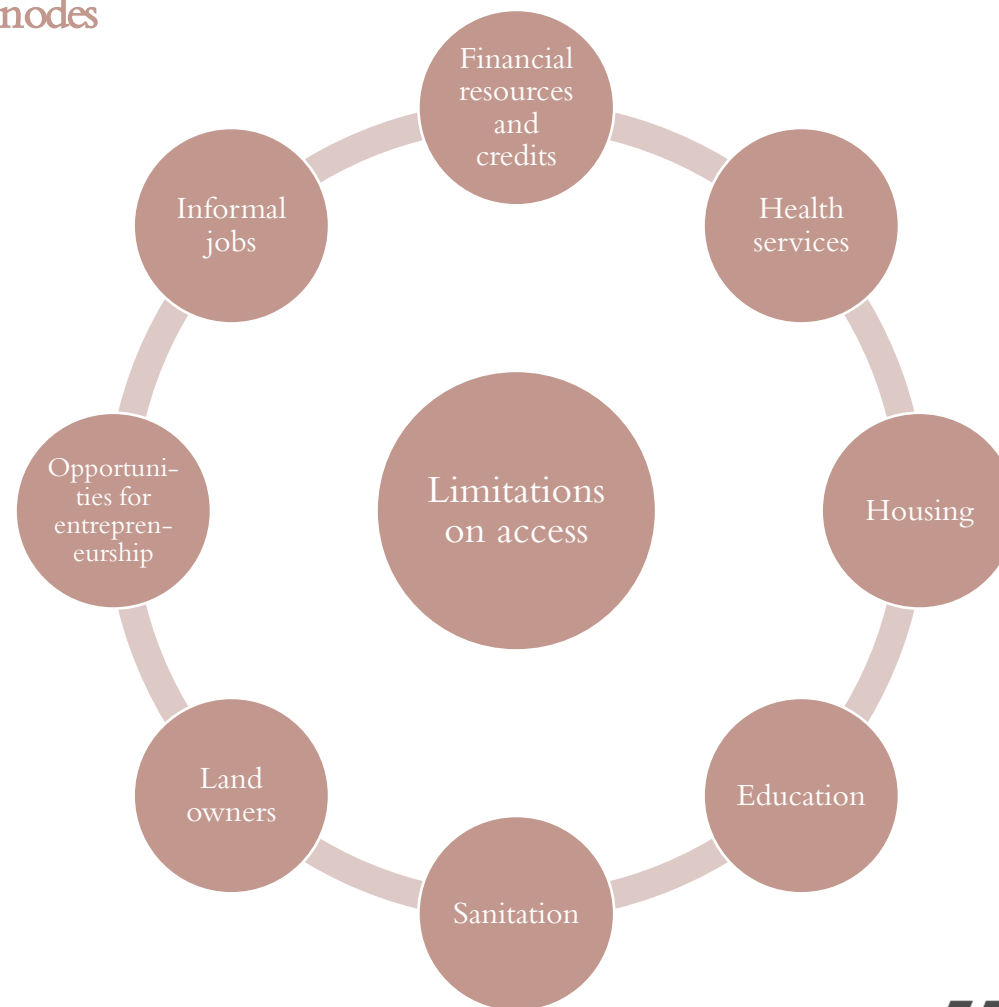 nodes
Financial
resources
and
credits
Health
services
Housing
Education
Sanitation
Land
owners
Opportuni-
ties for
entrepren-
eurship
Informal
jobs
Limitations
on access